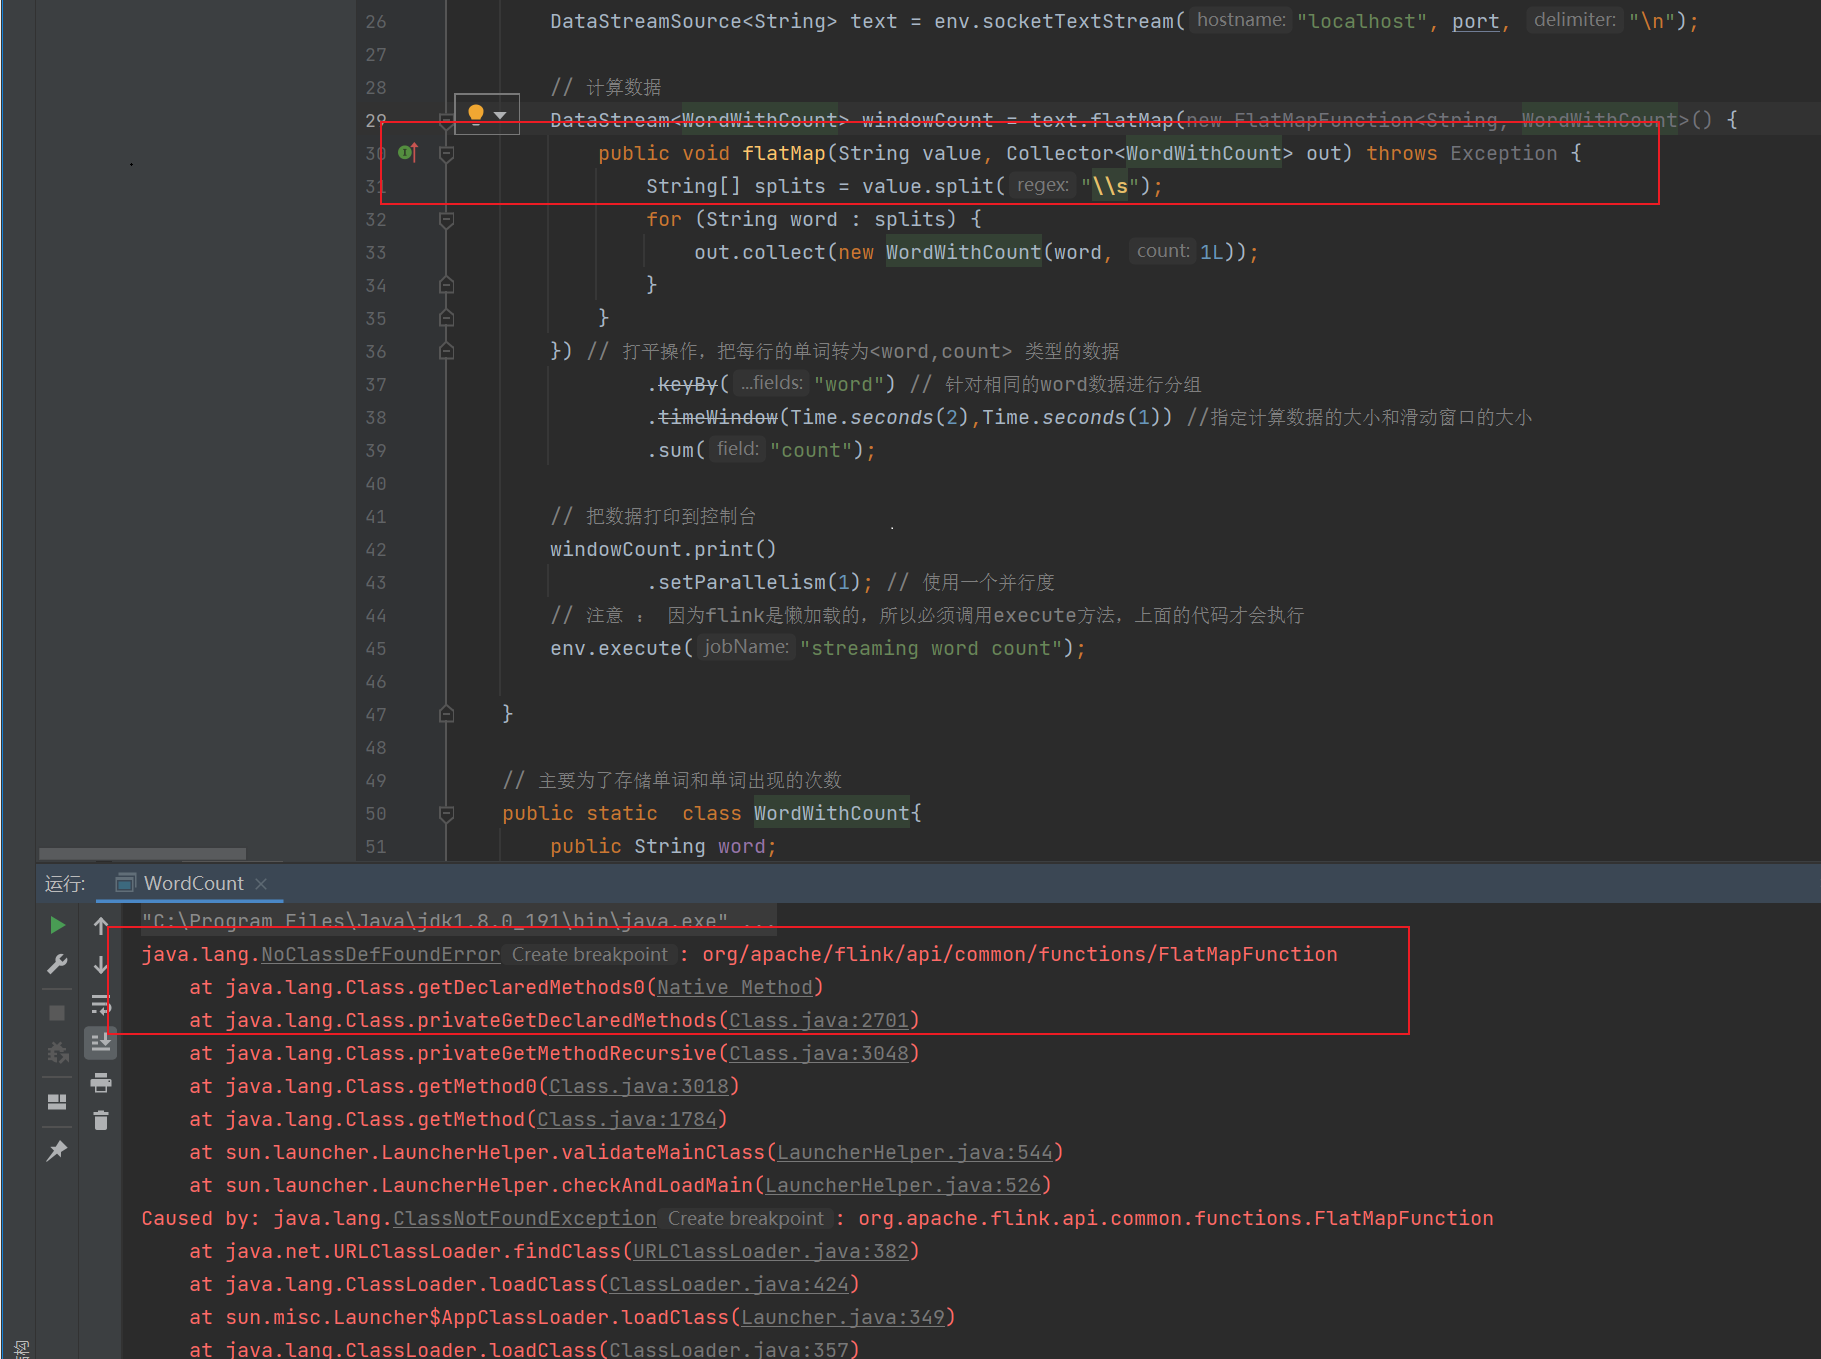 26 DataStreamSource<String> text = env.socketTextStream( hostname: "localhost", port, delimiter: "\n");
27
28 // 计算数据
29 DataStream<WordWithCount> windowCount = text.flatMap(new FlatMapFunction<String, WordWithCount>() {
30 public void flatMap(String value, Collector<WordWithCount> out) throws Exception {
31 String[] splits = value.split( regex: "\\s");
32 for (String word : splits) {
33 out.collect(new WordWithCount(word, count: 1L));
34 }
35 }
36 }) // 打平操作，把每行的单词转为<word,count> 类型的数据
37 .keyBy( ...fields: "word") // 针对相同的word数据进行分组
38 .timeWindow(Time.seconds(2),Time.seconds(1)) //指定计算数据的大小和滑动窗口的大小
39 .sum( field: "count");
40
41 // 把数据打印到控制台
42 windowCount.print()
43 .setParallelism(1); // 使用一个并行度
44 // 注意 ： 因为flink是懒加载的，所以必须调用execute方法，上面的代码才会执行
45 env.execute( jobName: "streaming word count");
46
47 }
48
49 // 主要为了存储单词和单词出现的次数
50 public static  class WordWithCount{
51 public String word;
运行: WordCount
"C:\Program Files\Java\jdk1.8.0_191\bin\java.exe" ...
java.lang.NoClassDefFoundError Create breakpoint : org/apache/flink/api/common/functions/FlatMapFunction
at java.lang.Class.getDeclaredMethods0(Native Method)
at java.lang.Class.privateGetDeclaredMethods(Class.java:2701)
at java.lang.Class.privateGetMethodRecursive(Class.java:3048)
at java.lang.Class.getMethod0(Class.java:3018)
at java.lang.Class.getMethod(Class.java:1784)
at sun.launcher.LauncherHelper.validateMainClass(LauncherHelper.java:544)
at sun.launcher.LauncherHelper.checkAndLoadMain(LauncherHelper.java:526)
Caused by: java.lang.ClassNotFoundException Create breakpoint : org.apache.flink.api.common.functions.FlatMapFunction
at java.net.URLClassLoader.findClass(URLClassLoader.java:382)
at java.lang.ClassLoader.loadClass(ClassLoader.java:424)
at sun.misc.Launcher$AppClassLoader.loadClass(Launcher.java:349)
at java.lang.ClassLoader.loadClass(ClassLoader.java:357)